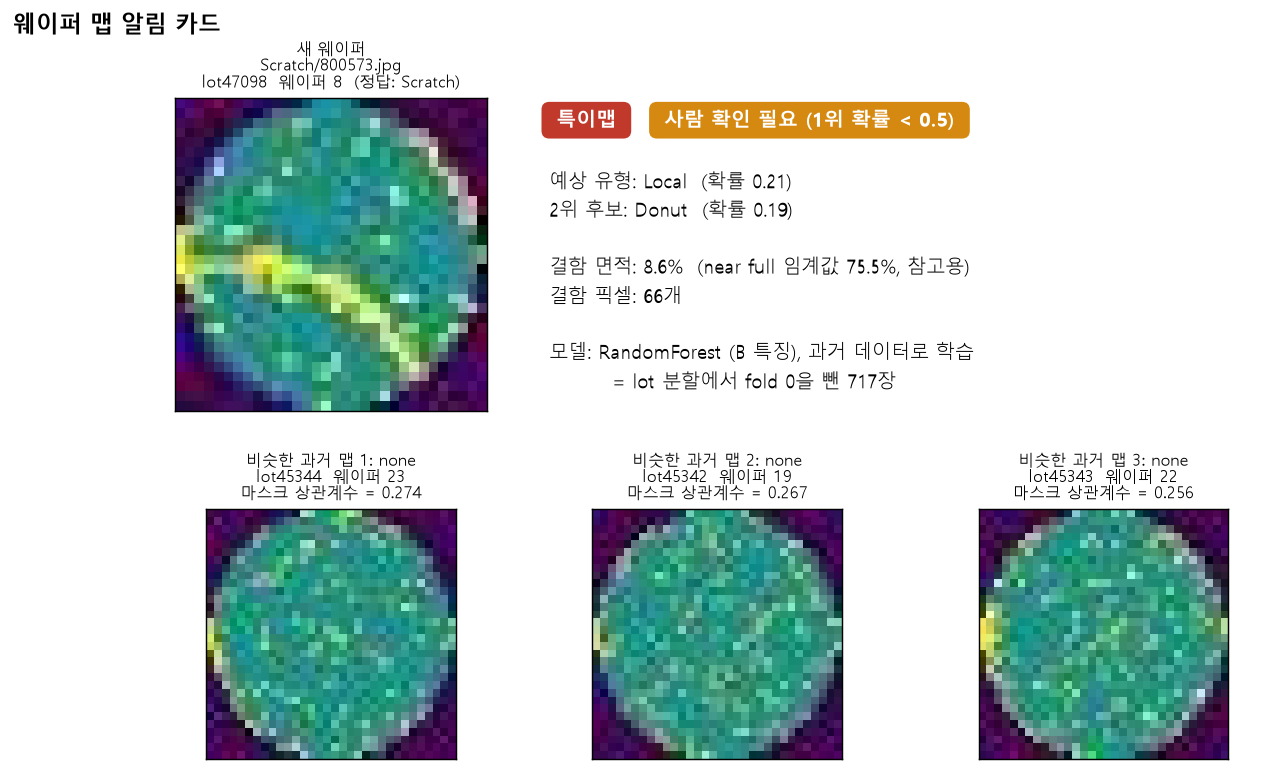 웨이퍼 맵 알림 카드
새 웨이퍼
Scratch/800573.jpg
lot47098 웨이퍼 8 (정답: Scratch)
특이맵
사람 확인 필요 (1위 확률 < 0.5)
예상 유형: Local (확률 0.21)
2위 후보: Donut (확률 0.19)
결함 면적: 8.6% (near full 임계값 75.5%, 참고용)
결함 픽셀: 66개
모델: RandomForest (B 특징), 과거 데이터로 학습
= lot 분할에서 fold 0을 뺀 717장
비슷한 과거 맵 1: none
lot45344 웨이퍼 23
마스크 상관계수 = 0.274
비슷한 과거 맵 2: none
lot45342 웨이퍼 19
마스크 상관계수 = 0.267
비슷한 과거 맵 3: none
lot45343 웨이퍼 22
마스크 상관계수 = 0.256